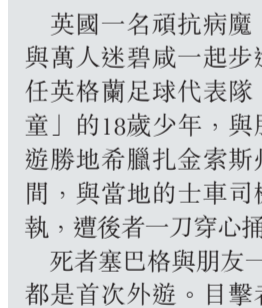 英國一名頑抗病魔
與萬人迷碧咸一起步
任英格蘭足球代表隊
童」的18歲少年，與
遊勝地希臘扎金索斯
間，與當地的士車司
執，遭後者一刀穿心捅
死者塞巴格與朋友一
都是首次外遊。目擊